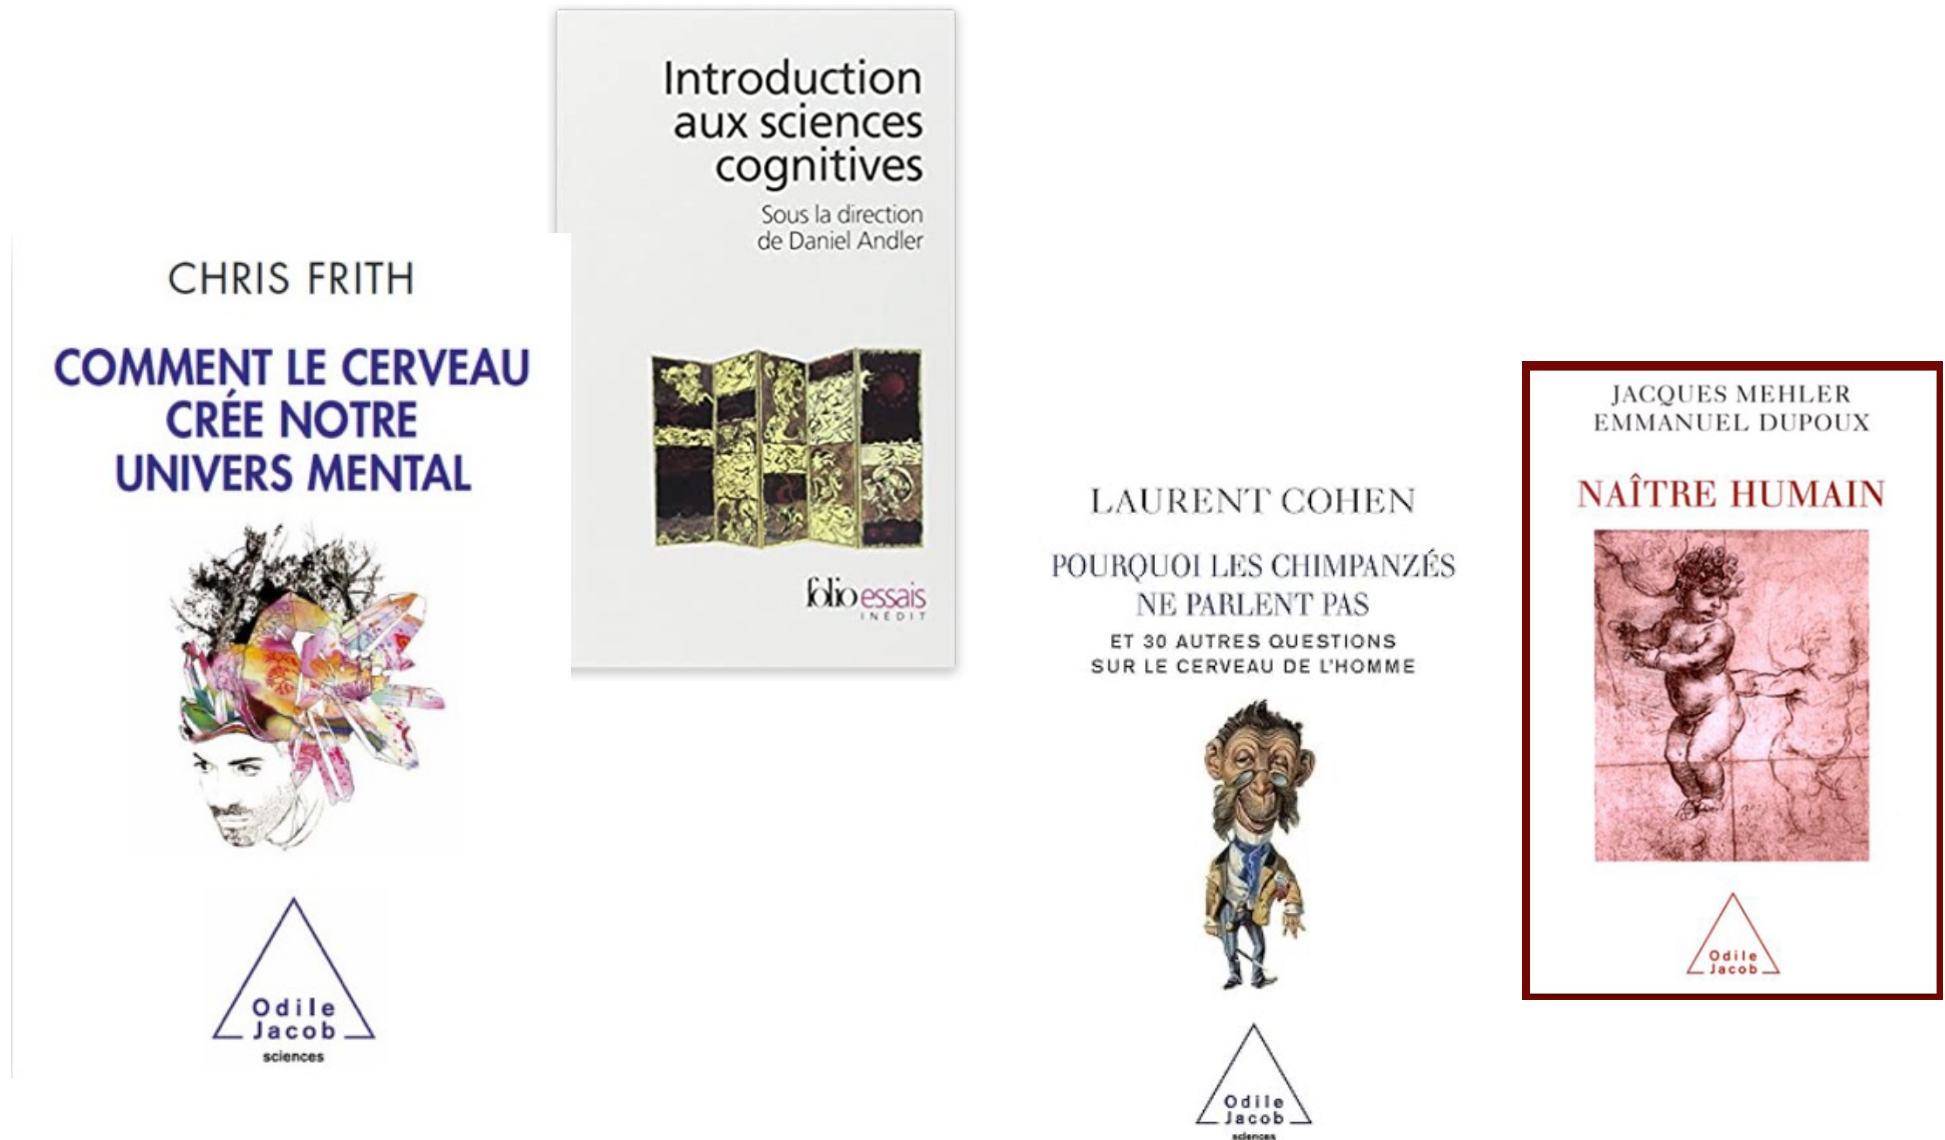 CHRIS FRITH
COMMENT LE CERVEAU
CRÉE NOTRE
UNIVERS MENTAL
Odile
Jacob
sciences
Introduction
aux sciences
cognitives
Sous la direction
de Daniel Andler
folio essais
INÉDIT
LAURENT COHEN
POURQUOI LES CHIMPANZÉS
NE PARLENT PAS
ET 30 AUTRES QUESTIONS
SUR LE CERVEAU DE L'HOMME
Odile
Jacob
sciences
JACQUES MEHLER
EMMANUEL DUPOUX
NAÎTRE HUMAIN
Odile
Jacob